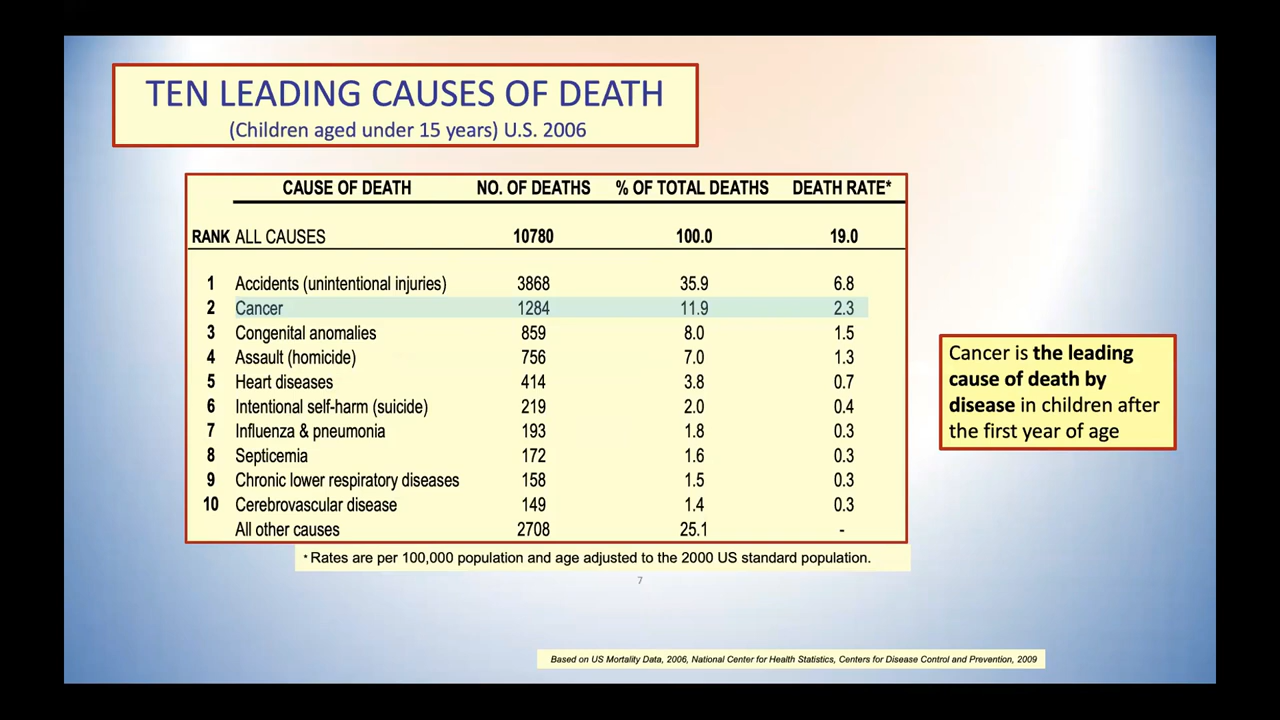 TEN LEADING CAUSES OF DEATH
(Children aged under 15 years) U.S. 2006
CAUSE OF DEATH NO. OF DEATHS % OF TOTAL DEATHS DEATH RATE*
RANK ALL CAUSES 10780 100.0 19.0
1 Accidents (unintentional injuries) 3868 35.9 6.8
2 Cancer 1284 11.9 2.3
3 Congenital anomalies 859 8.0 1.5
4 Assault (homicide) 756 7.0 1.3
5 Heart diseases 414 3.8 0.7
6 Intentional self-harm (suicide) 219 2.0 0.4
7 Influenza & pneumonia 193 1.8 0.3
8 Septicemia 172 1.6 0.3
9 Chronic lower respiratory diseases 158 1.5 0.3
10 Cerebrovascular disease 149 1.4 0.3
All other causes 2708 25.1 -
* Rates are per 100,000 population and age adjusted to the 2000 US standard population.
Cancer is the leading
cause of death by
disease in children after
the first year of age
7
Based on US Mortality Data, 2006, National Center for Health Statistics, Centers for Disease Control and Prevention, 2009